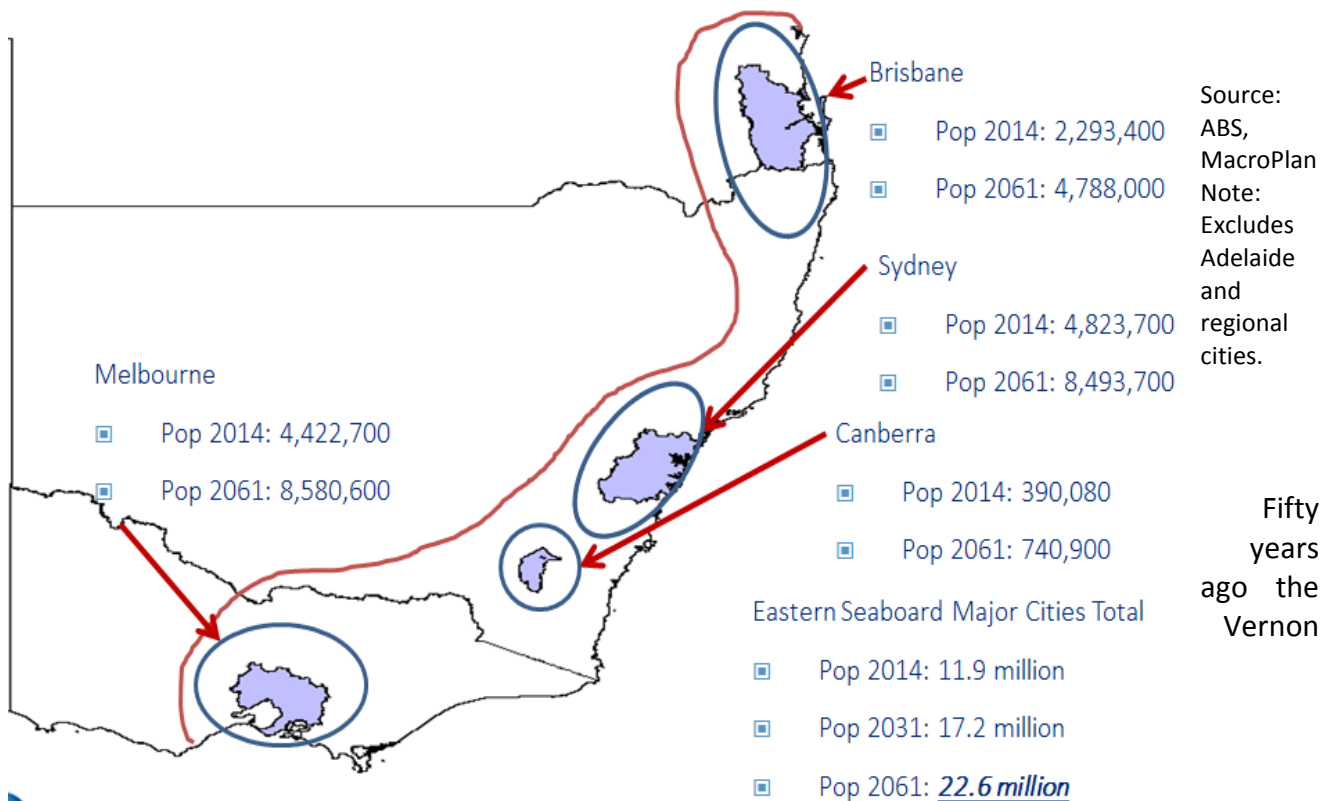 Brisbane
Pop 2014: 2,293,400
Pop 2061: 4,788,000
Source:
ABS,
MacroPlan
Note:
Excludes
Adelaide
and
regional
cities.
Sydney
Pop 2014: 4,823,700
Pop 2061: 8,493,700
Melbourne
Pop 2014: 4,422,700
Pop 2061: 8,580,600
Canberra
Pop 2014: 390,080
Pop 2061: 740,900
Eastern Seaboard Major Cities Total
Pop 2014: 11.9 million
Pop 2031: 17.2 million
Pop 2061: 22.6 million
Fifty
years
ago the
Vernon